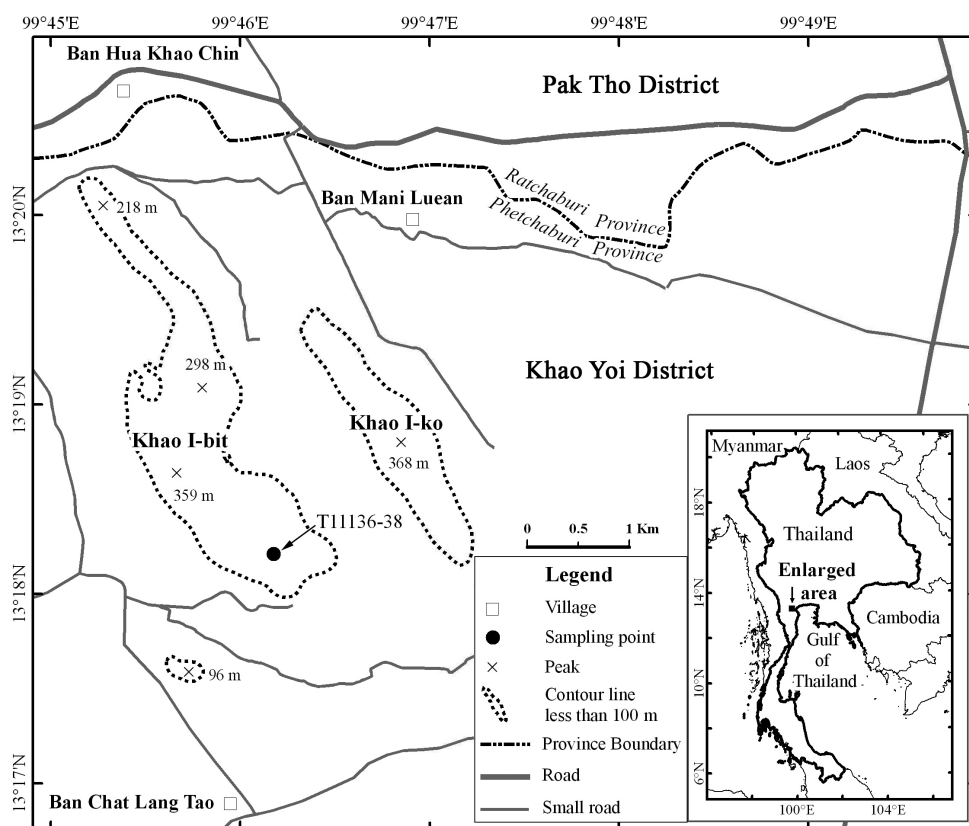 99°45'E 99°46'E 99°47'E 99°48'E 99°49'E
Ban Hua Khao Chin
Pak Tho District
13°20'N
218 m
Ban Mani Luean
Ratchaburi Province
Phetchaburi Province
298 m
Khao Yoi District
13°19'N
Khao I-bit
359 m
Khao I-ko
368 m
T11136-38
0 0.5 1 Km
13°18'N
96 m
13°17'N
Ban Chat Lang Tao
Legend
Village
Sampling point
Peak
Contour line
less than 100 m
Province Boundary
Road
Small road
Myanmar
Laos
18°N
Thailand
Enlarged
area
14°N
Cambodia
Gulf
of
Thailand
10°N
6°N
100°E 104°E